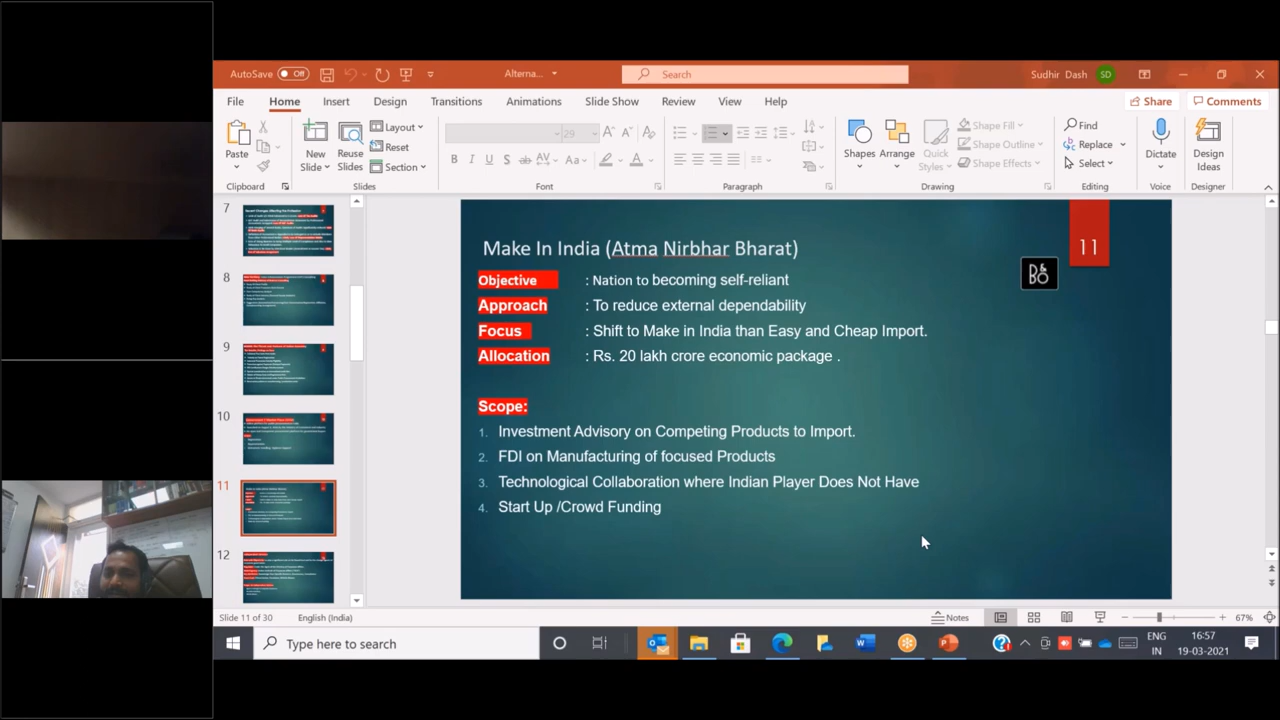 AutoSave Off Alterna... Search Sudhir Dash SD
File Home Insert Design Transitions Animations Slide Show Review View Help Share Comments
Paste
New Slide
Reuse Slides
Layout
Reset
Section
29
B I U S ab AV Aa A
Shapes
Arrange
Quick Styles
Shape Fill
Shape Outline
Shape Effects
Find
Replace
Select
Dictate
Design Ideas
Clipboard Slides Font Paragraph Drawing Editing Voice Designer
7
8
9
10
11
12
Make In India (Atma Nirmr Bharat)
11
BO
Objective : Nation to becoming self-reliant
Approach : To reduce external dependability
Focus : Shift to Make in India than Easy and Cheap Import.
Allocation : Rs. 20 lakh crore economic package .
Scope:
1. Investment Advisory on Competing Products to Import.
2. FDI on Manufacturing of focused Products
3. Technological Collaboration where Indian Player Does Not Have
4. Start Up /Crowd Funding
Slide 11 of 30 English (India) Notes 67%
Type here to search
ENG
IN
16:57
19-03-2021